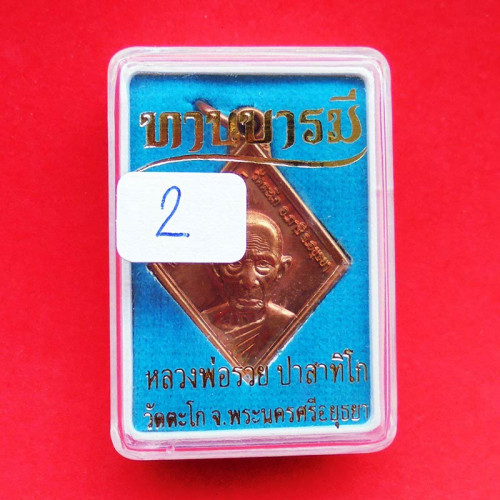 ทานบารมี
2
หลวงพ่อรวย ปาสาทิโก
วัดตะโก จ.พระนครศรีอยุธยา